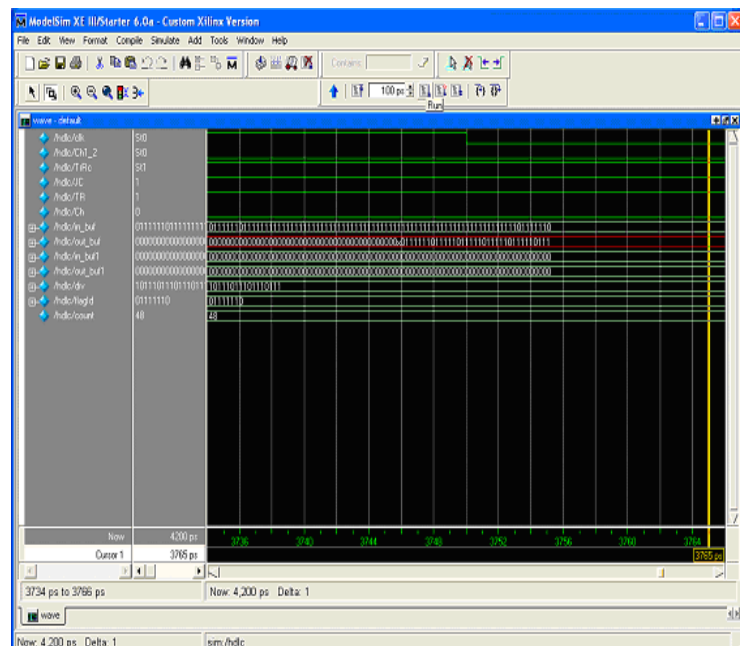 ModelSim XE III/Starter 6.0a - Custom Xilinx Version
File Edit View Format Compile Simulate Add Tools Window Help
Contains:
100 ps
Run
wave - default
/hdlc/clk St0
/hdlc/Ch1_2 St0
/hdlc/TiRc St1
/hdlc/UC 1
/hdlc/TR 1
/hdlc/Ch 0
/hdlc/in_buf
/hdlc/out_buf
/hdlc/in_buf1
/hdlc/out_buf1
/hdlc/div
/hdlc/flagId 01111110 01111110
/hdlc/count 48 48
Now 4200 ps 3736 3740 3744 3748 3752 3756 3760 3764
Cursor 1 3765 ps 3765 ps
3734 ps to 3766 ps Now: 4,200 ps Delta: 1
wave
Now: 4,200 ps Delta: 1 sim:/hdlc